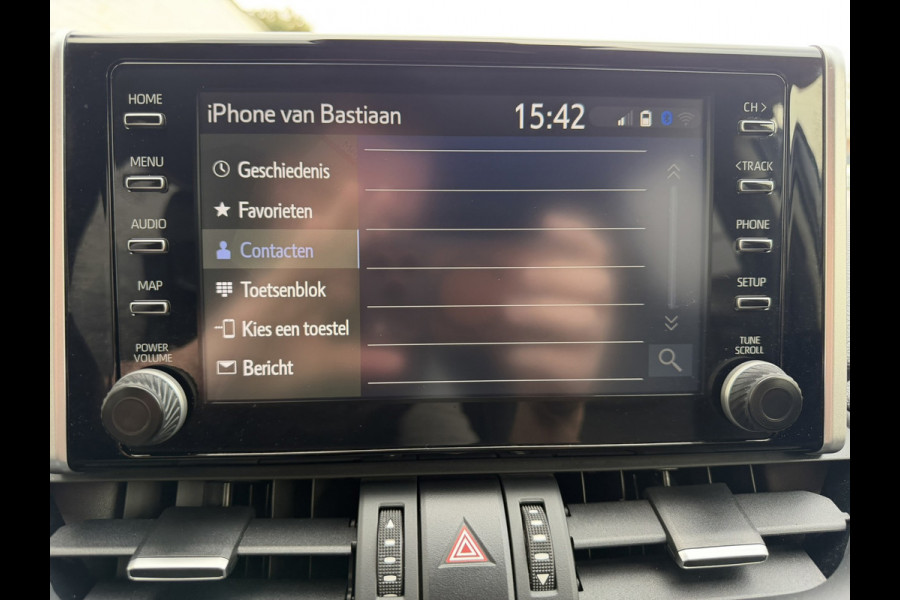 HOME
MENU
AUDIO
MAP
POWER
VOLUME
iPhone van Bastiaan 15:42
Geschiedenis
Favorieten
Contacten
Toetsenblok
Kies een toestel
Bericht
CH >
< TRACK
PHONE
SETUP
TUNE
SCROLL